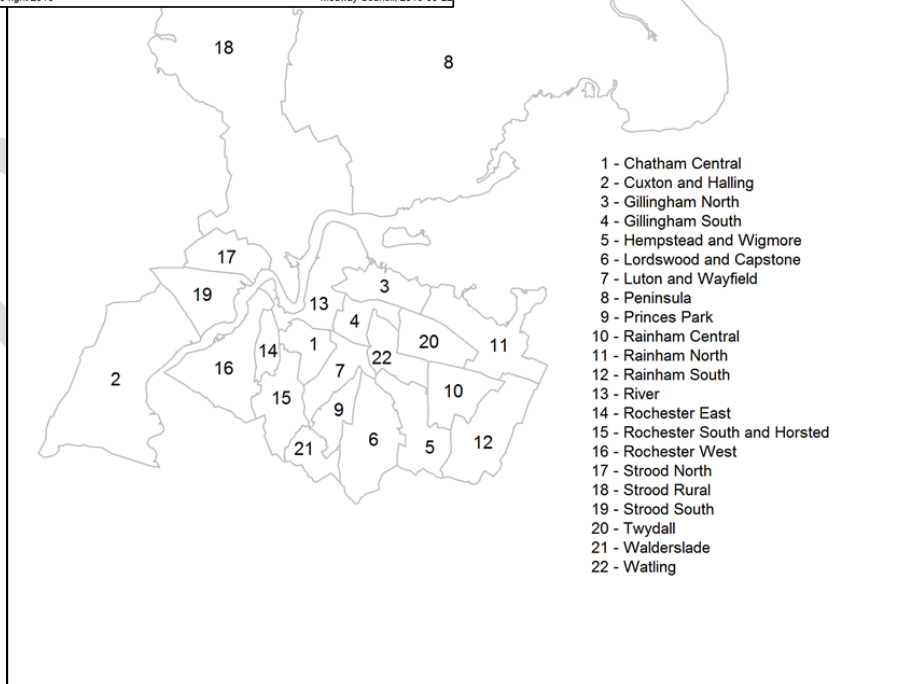 18
8
17
19
3
13
4
20
11
14
1
22
16
7
2
10
15
9
6
5
12
21
1 - Chatham Central
2 - Cuxton and Halling
3 - Gillingham North
4 - Gillingham South
5 - Hempstead and Wigmore
6 - Lordswood and Capstone
7 - Luton and Wayfield
8 - Peninsula
9 - Princes Park
10 - Rainham Central
11 - Rainham North
12 - Rainham South
13 - River
14 - Rochester East
15 - Rochester South and Horsted
16 - Rochester West
17 - Strood North
18 - Strood Rural
19 - Strood South
20 - Twydall
21 - Walderslade
22 - Watling